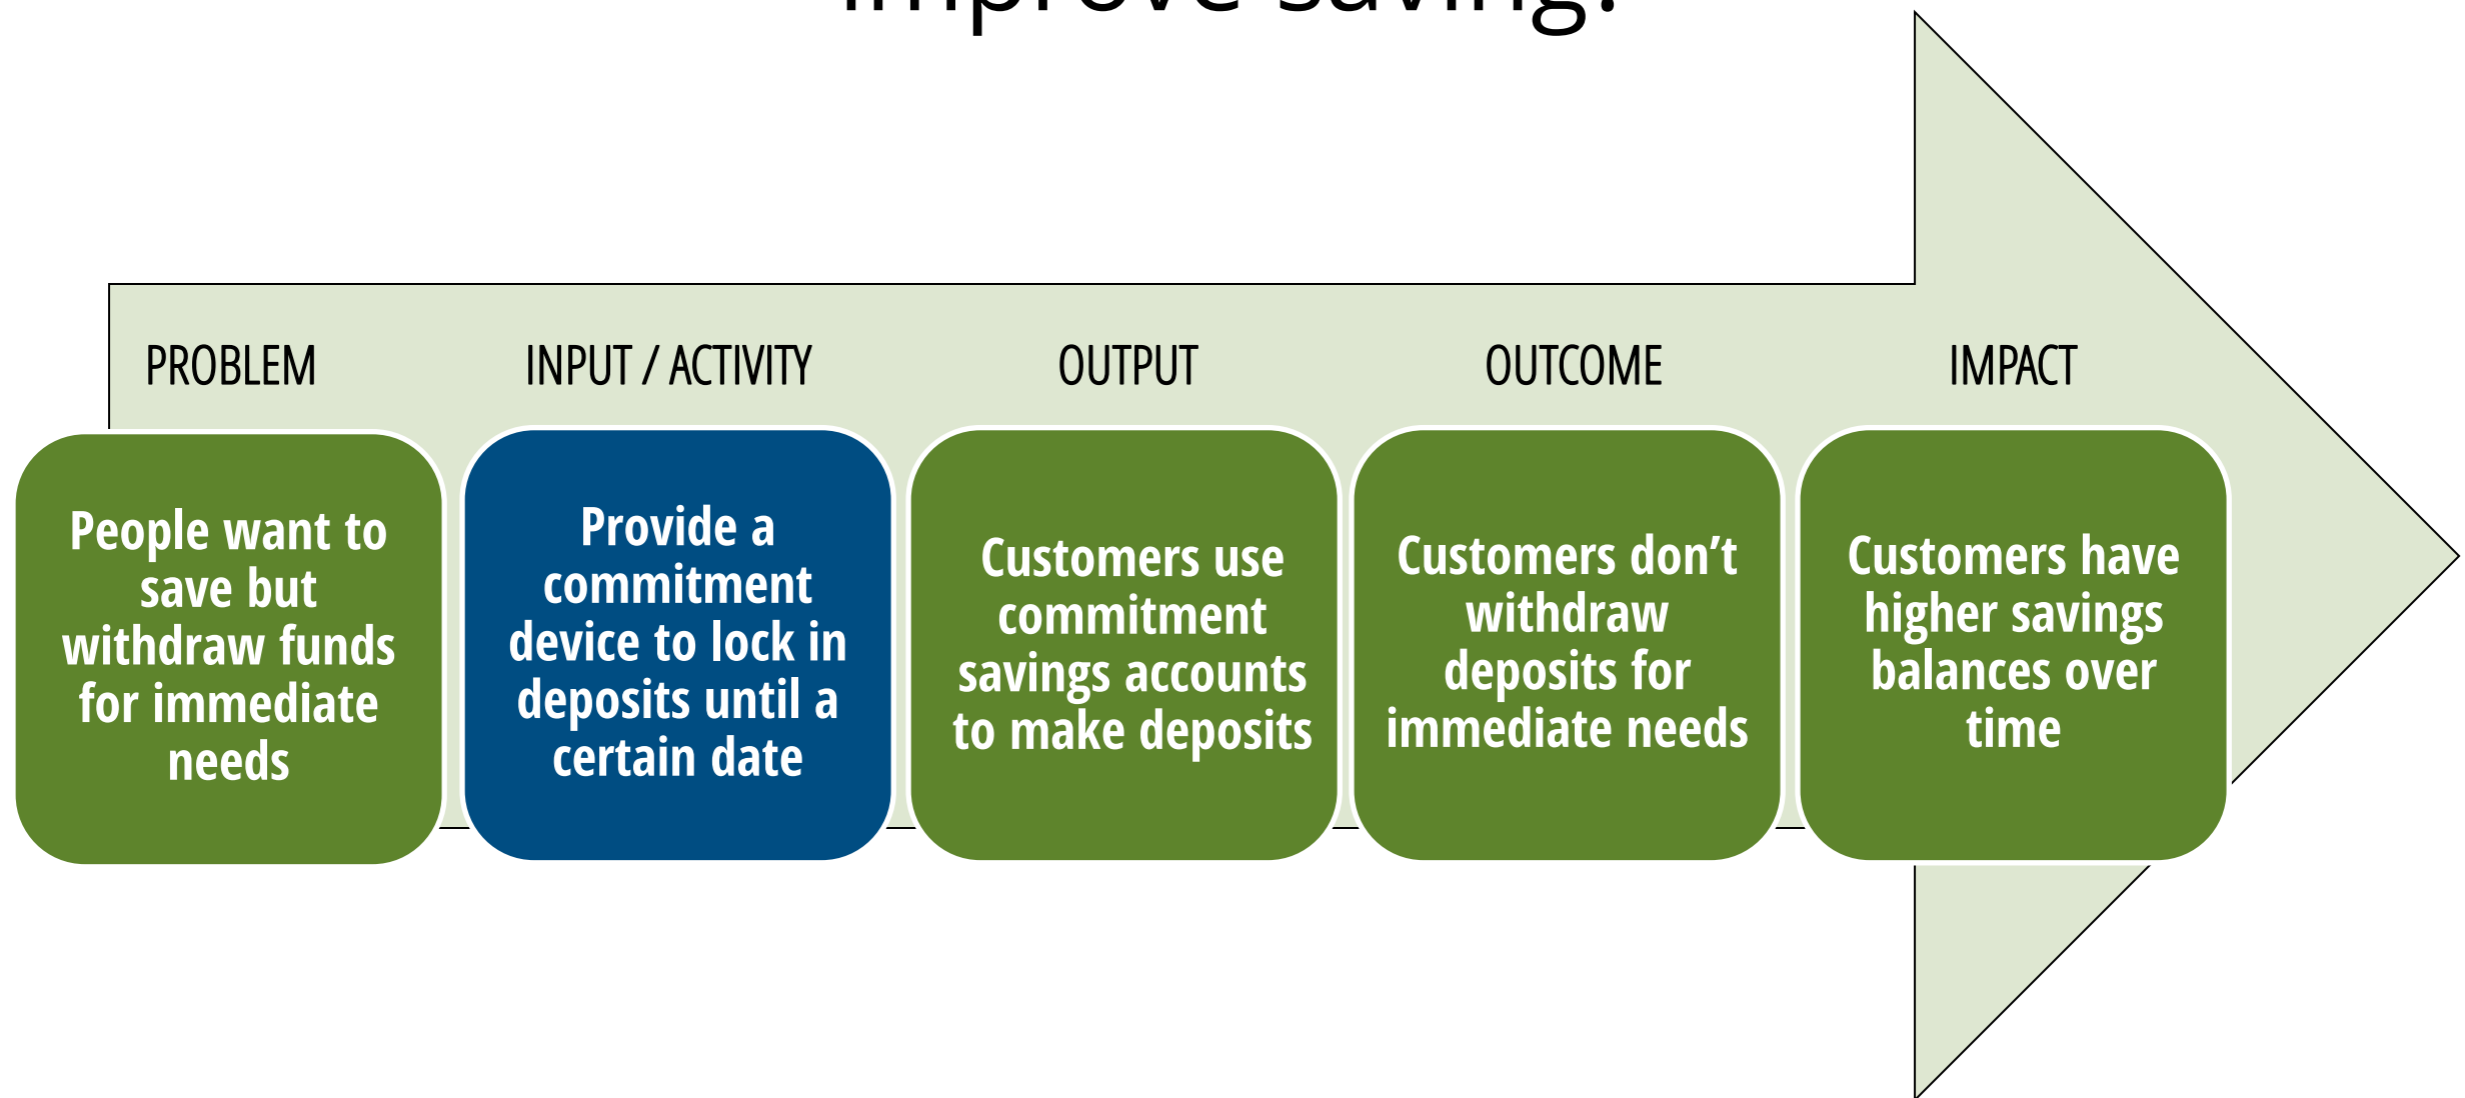 improve saving?
PROBLEM
INPUT / ACTIVITY
OUTPUT
OUTCOME
IMPACT
People want to
save but
withdraw funds
for immediate
needs
Provide a
commitment
device to lock in
deposits until a
certain date
Customers use
commitment
savings accounts
to make deposits
Customers don’t
withdraw
deposits for
immediate needs
Customers have
higher savings
balances over
time